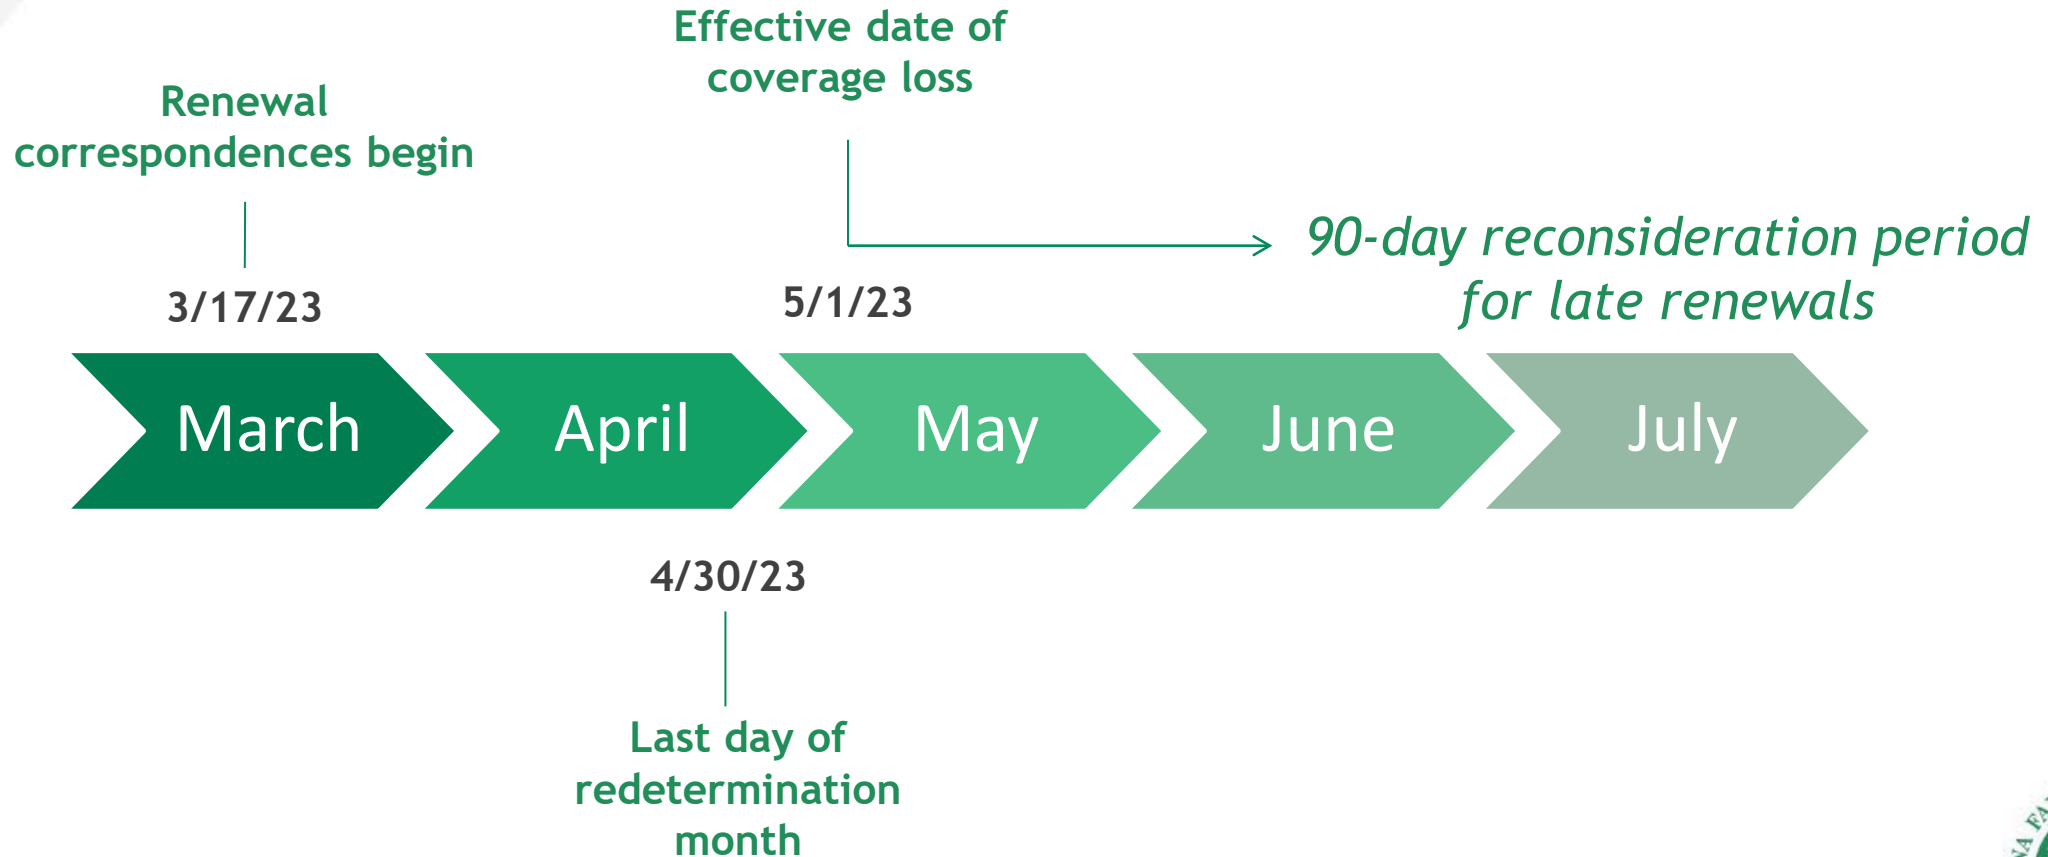 Effective date of
coverage loss
Renewal
correspondences begin
90-day reconsideration period
for late renewals
3/17/23
5/1/23
March
April
May
June
July
4/30/23
Last day of
redetermination
month